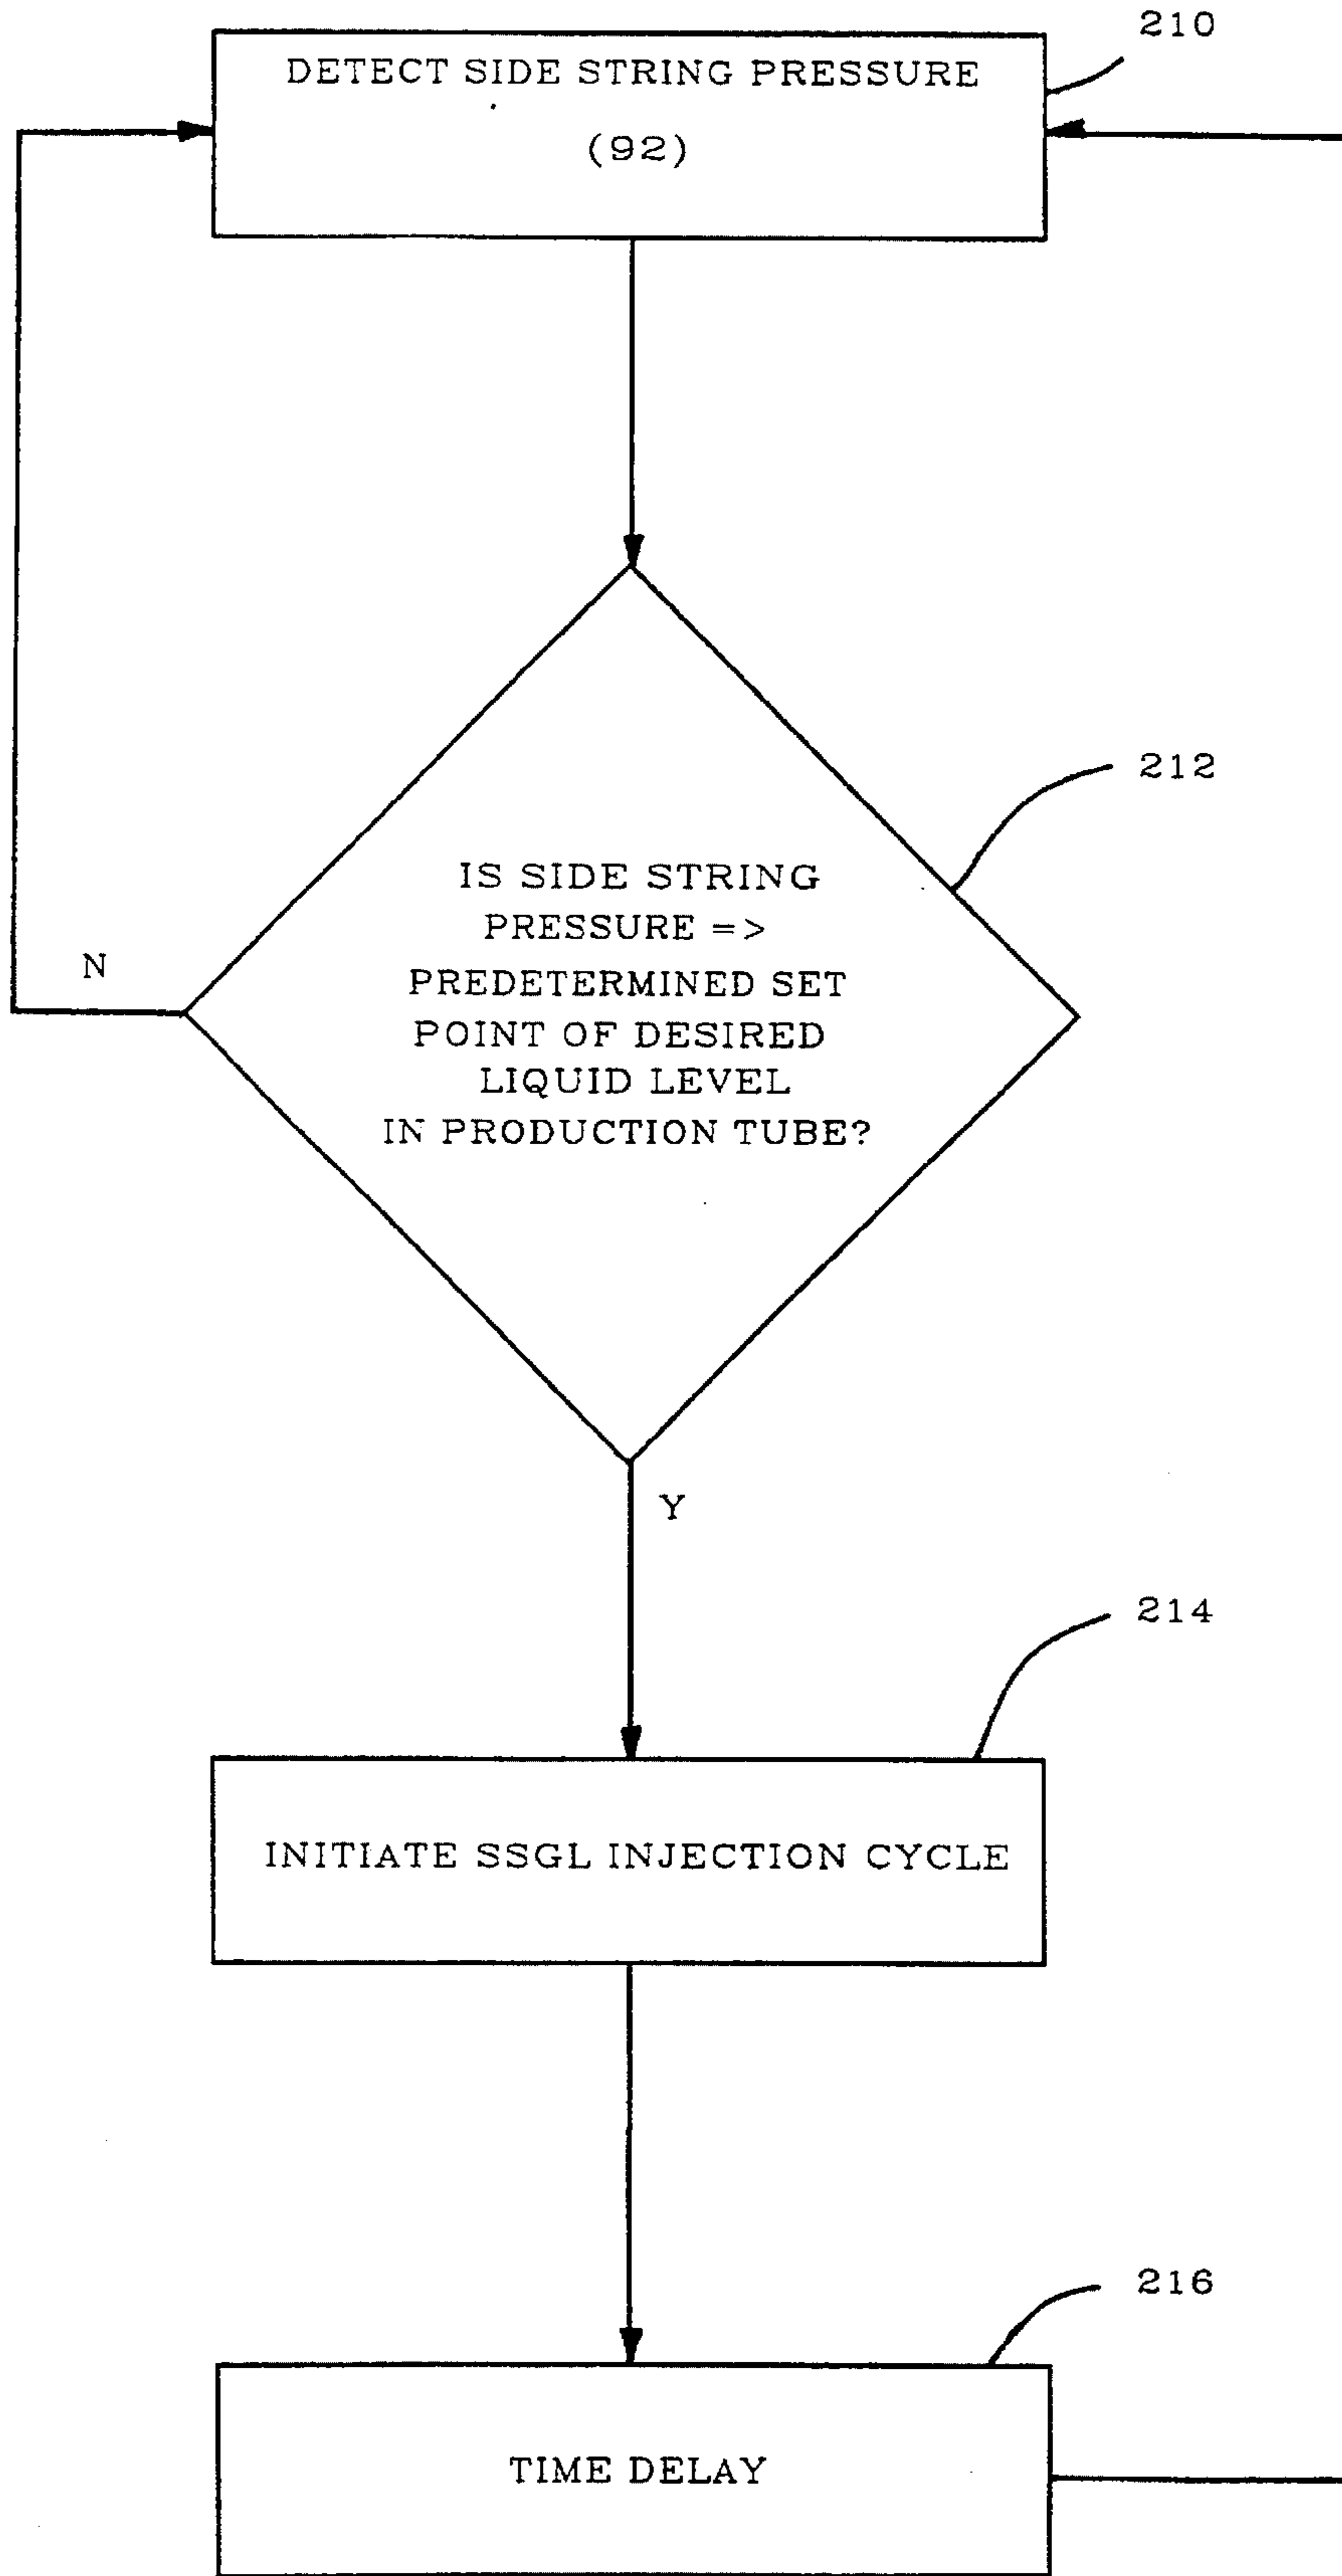 210
DETECT SIDE STRING PRESSURE
(92)
212
IS SIDE STRING
PRESSURE =>
PREDETERMINED SET
POINT OF DESIRED
LIQUID LEVEL
IN PRODUCTION TUBE?
N
Y
214
INITIATE SSGL INJECTION CYCLE
216
TIME DELAY